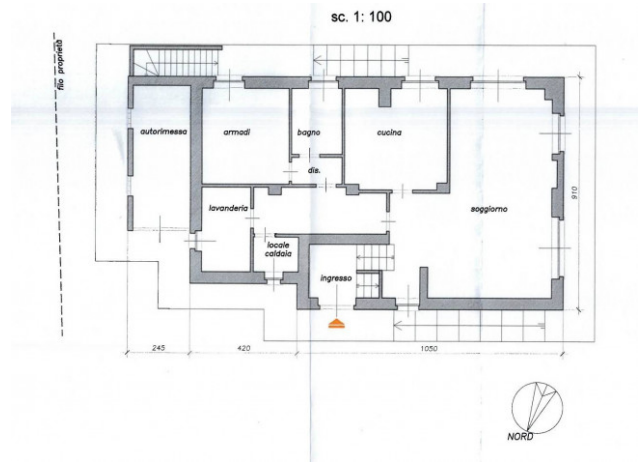 sc. 1: 100
filo proprietà
autorimessa
armadi
bagno
cucina
dis.
lavanderia
soggiorno
locale
caldaia
ingresso
910
245
420
1050
NORD